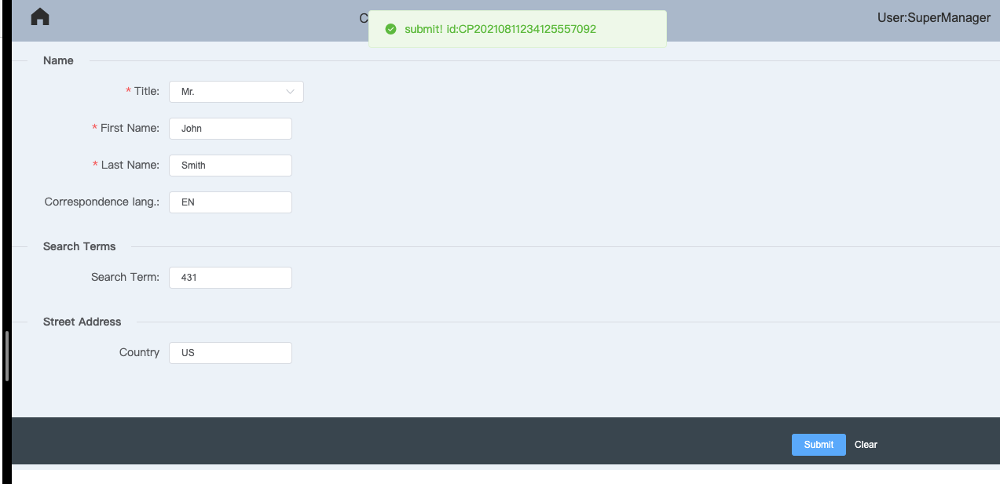 C
submit! id:CP20210811234125557092
User:SuperManager
Name
* Title: Mr.
* First Name: John
* Last Name: Smith
Correspondence lang.: EN
Search Terms
Search Term: 431
Street Address
Country US
Submit Clear